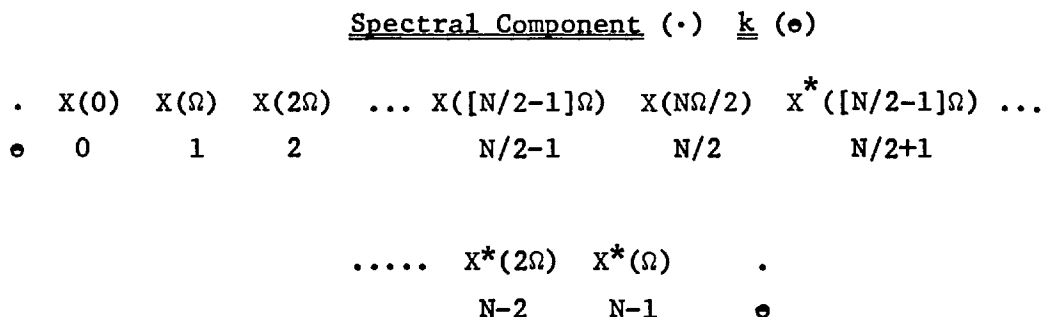 Spectral Component (·) k (ꙩ)
. X(0) X(Ω) X(2Ω) ... X([N/2-1]Ω) X(NΩ/2) X*([N/2-1]Ω) ...
ꙩ 0 1 2 N/2-1 N/2 N/2+1
..... X*(2Ω) X*(Ω) .
N-2 N-1 ꙩ